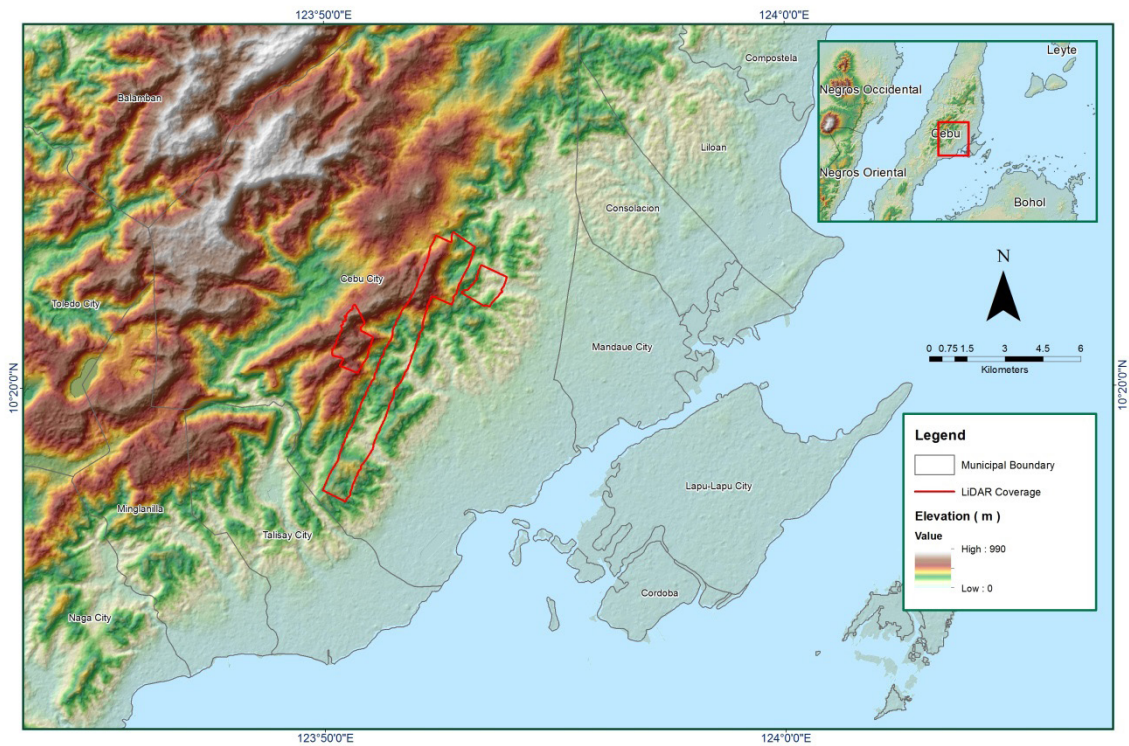 123°50'0"E
124°0'0"E
Compostela
Leyte
Balamban
Negros Occidental
Liloan
Cebu
Negros Oriental
Consolacion
Bohol
N
Cebu City
Toledo City
Mandaue City
0 0.75 1.5 3 4.5 6
Kilometers
10°20'0"N
10°20'0"N
Legend
Municipal Boundary
Lapu-Lapu City
LiDAR Coverage
Minglanilla
Elevation ( m )
Talisay City
Value
High : 990
Cordoba
Low : 0
Naga City
123°50'0"E
124°0'0"E